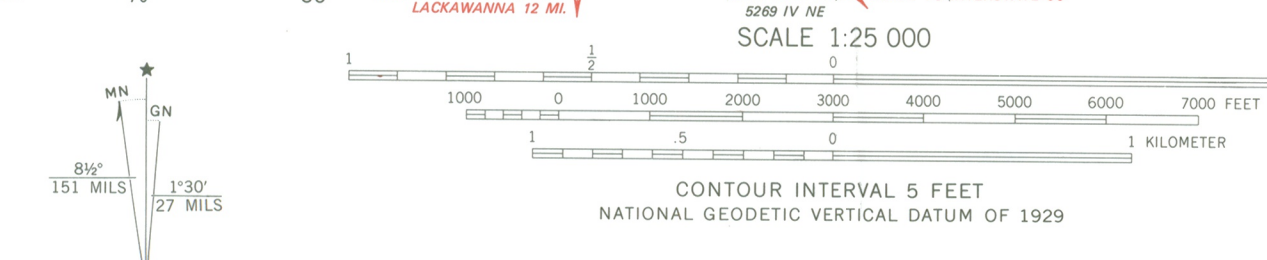 LACKAWANNA 12 MI.
5269 IV NE
SCALE 1:25 000
1 1/2 0
1000 0 1000 2000 3000 4000 5000 6000 7000 FEET
1 .5 0 1 KILOMETER
MN
GN
8½°
151 MILS
1°30′
27 MILS
CONTOUR INTERVAL 5 FEET
NATIONAL GEODETIC VERTICAL DATUM OF 1929